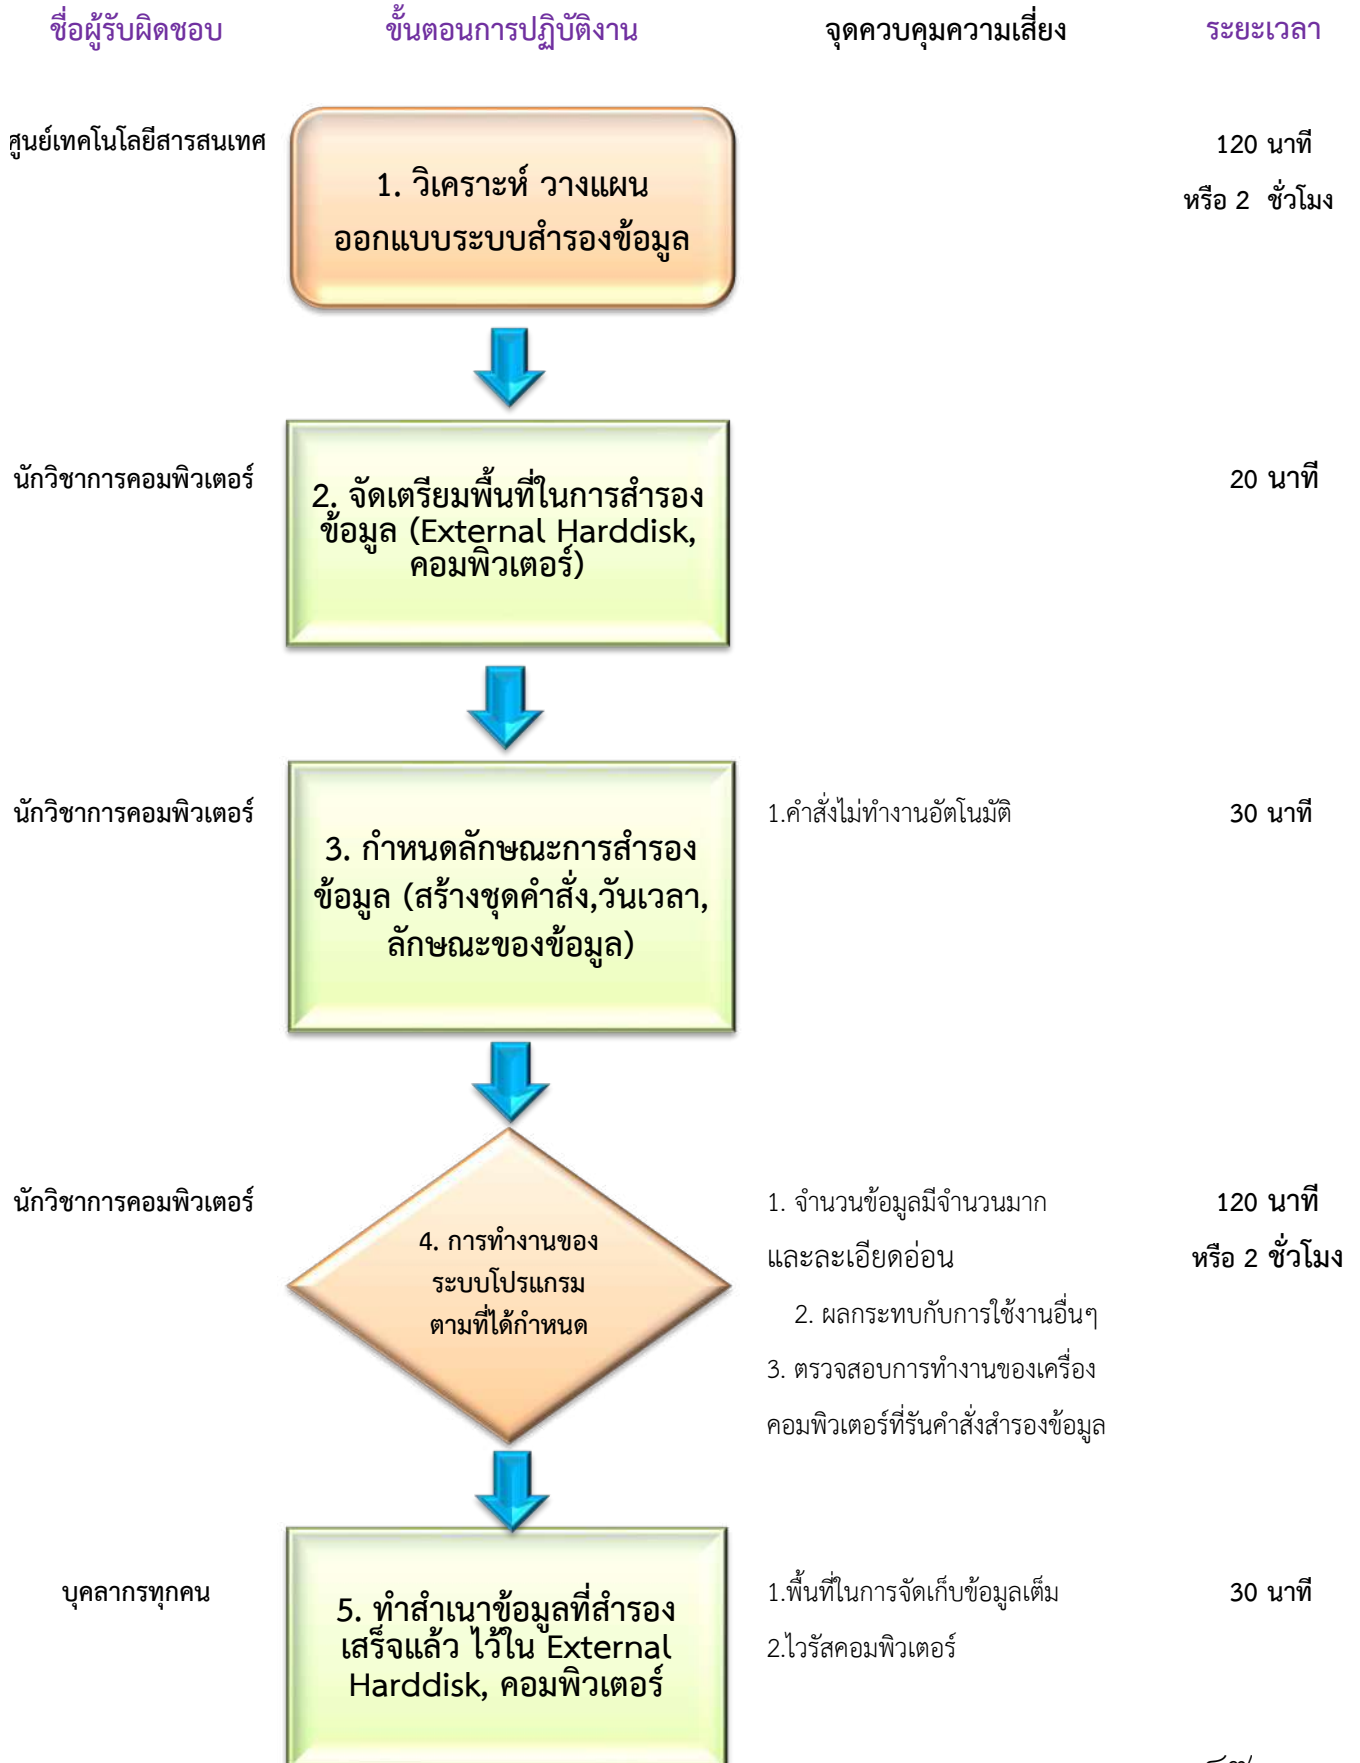 ชื่อผู้รับผิดชอบ ขั้นตอนการปฏิบัติงาน จุดควบคุมความเสี่ยง ระยะเวลา
ศูนย์เทคโนโลยีสารสนเทศ
1. วิเคราะห์ วางแผน
ออกแบบระบบสำรองข้อมูล
120 นาที
หรือ 2 ชั่วโมง
นักวิชาการคอมพิวเตอร์
2. จัดเตรียมพื้นที่ในการสำรอง
ข้อมูล (External Harddisk,
คอมพิวเตอร์)
20 นาที
นักวิชาการคอมพิวเตอร์
3. กำหนดลักษณะการสำรอง
ข้อมูล (สร้างชุดคำสั่ง,วันเวลา,
ลักษณะของข้อมูล)
1.คำสั่งไม่ทำงานอัตโนมัติ
30 นาที
นักวิชาการคอมพิวเตอร์
4. การทำงานของ
ระบบโปรแกรม
ตามที่ได้กำหนด
1. จำนวนข้อมูลมีจำนวนมาก
และละเอียดอ่อน
2. ผลกระทบกับการใช้งานอื่นๆ
3. ตรวจสอบการทำงานของเครื่อง
คอมพิวเตอร์ที่รันคำสั่งสำรองข้อมูล
120 นาที
หรือ 2 ชั่วโมง
บุคลากรทุกคน
5. ทำสำเนาข้อมูลที่สำรอง
เสร็จแล้ว ไว้ใน External
Harddisk, คอมพิวเตอร์
1.พื้นที่ในการจัดเก็บข้อมูลเต็ม
2.ไวรัสคอมพิวเตอร์
30 นาที